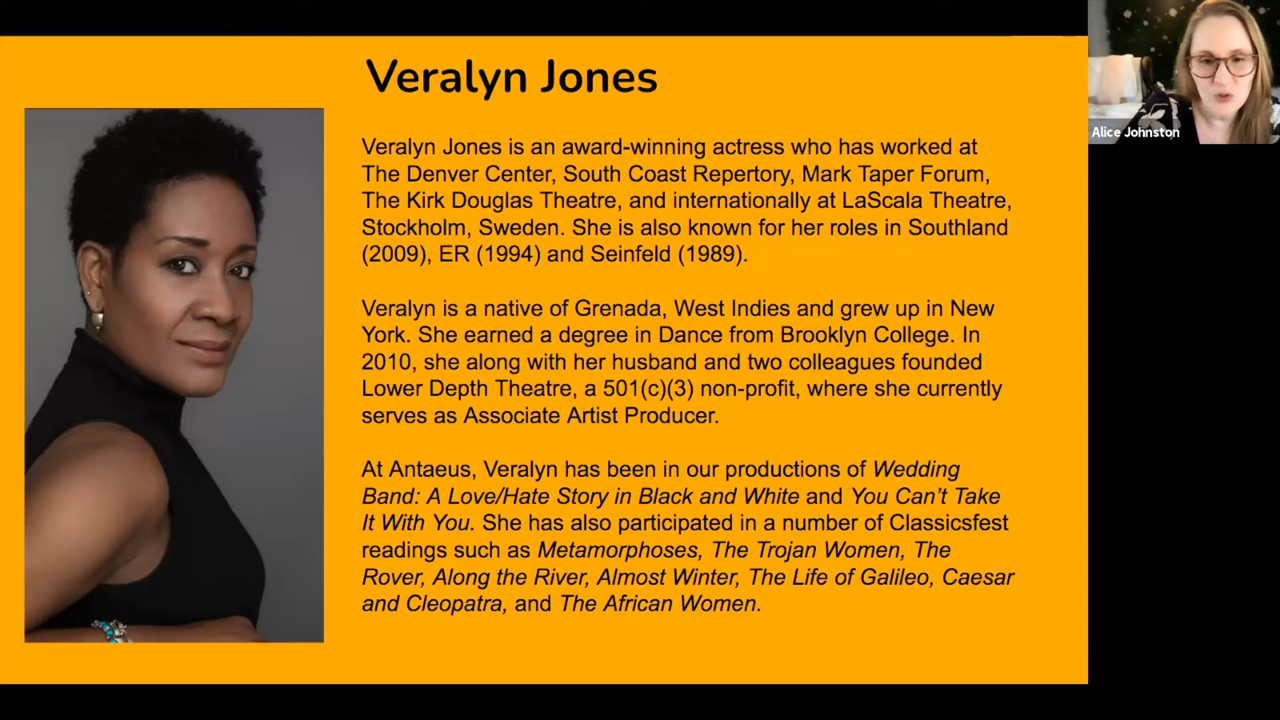 Veralyn Jones
Veralyn Jones is an award-winning actress who has worked at
The Denver Center, South Coast Repertory, Mark Taper Forum,
The Kirk Douglas Theatre, and internationally at LaScala Theatre,
Stockholm, Sweden. She is also known for her roles in Southland
(2009), ER (1994) and Seinfeld (1989).
Veralyn is a native of Grenada, West Indies and grew up in New
York. She earned a degree in Dance from Brooklyn College. In
2010, she along with her husband and two colleagues founded
Lower Depth Theatre, a 501(c)(3) non-profit, where she currently
serves as Associate Artist Producer.
At Antaeus, Veralyn has been in our productions of Wedding
Band: A Love/Hate Story in Black and White and You Can’t Take
It With You. She has also participated in a number of Classicsfest
readings such as Metamorphoses, The Trojan Women, The
Rover, Along the River, Almost Winter, The Life of Galileo, Caesar
and Cleopatra, and The African Women.
Alice Johnston